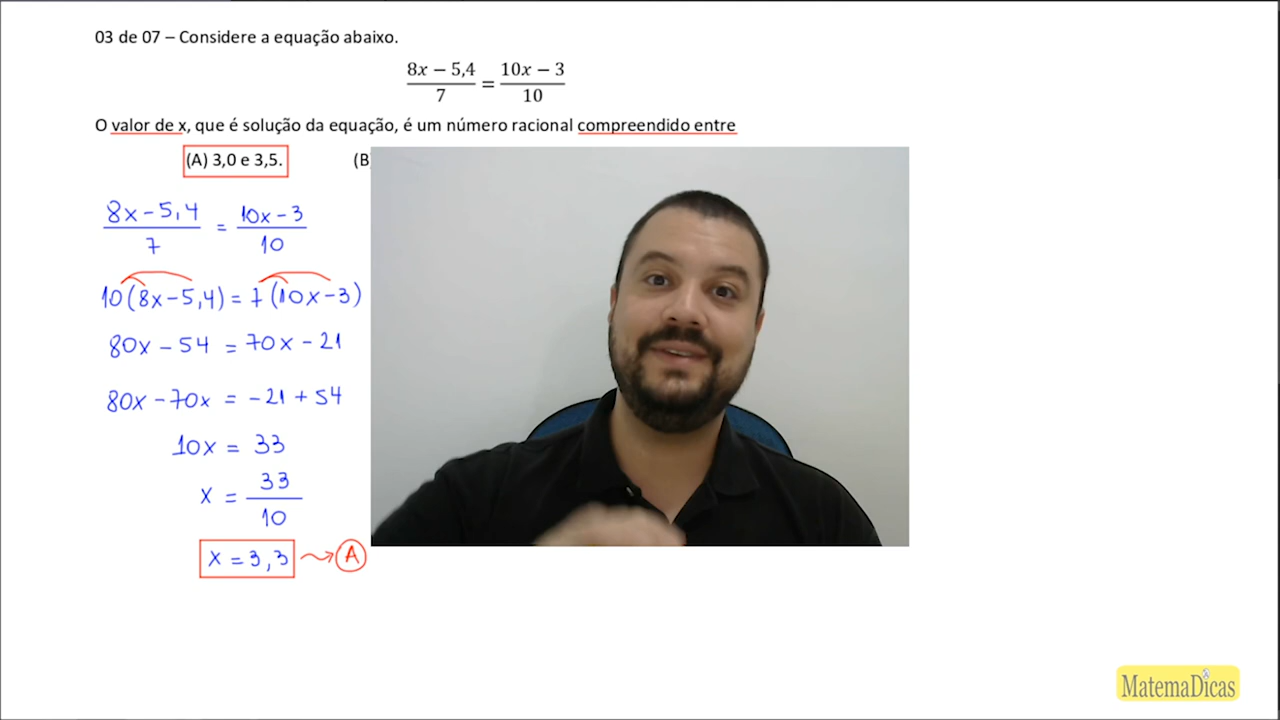 03 de 07 – Considere a equação abaixo.
8x − 5,4 / 7 = 10x − 3 / 10
O valor de x, que é solução da equação, é um número racional compreendido entre
(A) 3,0 e 3,5. (B
8x − 5,4 / 7 = 10x − 3 / 10
10(8x − 5,4) = 7(10x − 3)
80x − 54 = 70x − 21
80x − 70x = −21 + 54
10x = 33
x = 33 / 10
x = 3,3 → A
MatemaDicas